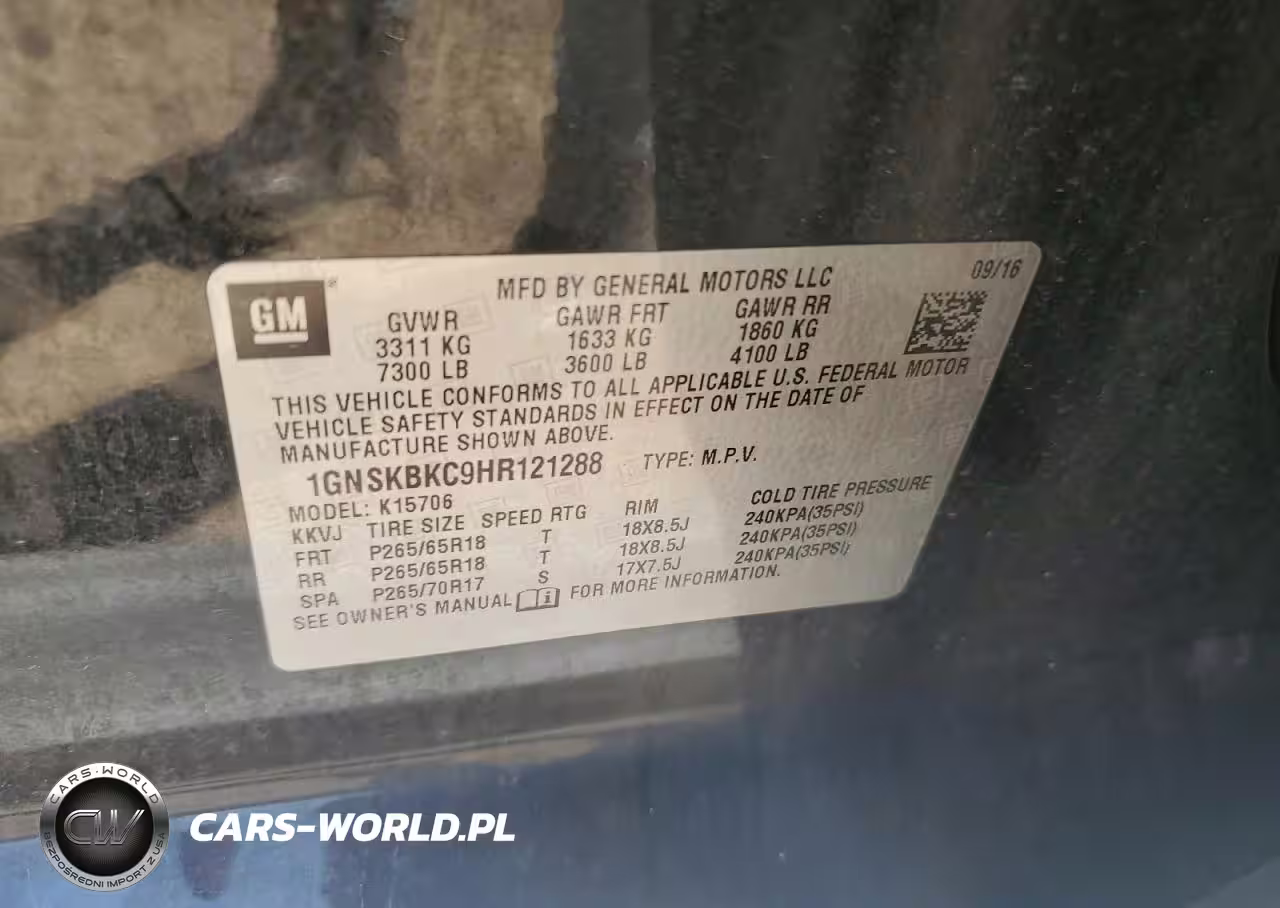 GM
MFD BY GENERAL MOTORS LLC
09/16
GVWR GAWR FRT GAWR RR
3311 KG 1633 KG 1860 KG
7300 LB 3600 LB 4100 LB
THIS VEHICLE CONFORMS TO ALL APPLICABLE U.S. FEDERAL MOTOR
VEHICLE SAFETY STANDARDS IN EFFECT ON THE DATE OF
MANUFACTURE SHOWN ABOVE.
1GNSKBKC9HR121288 TYPE: M.P.V.
MODEL: K15706
KKVJ TIRE SIZE SPEED RTG RIM COLD TIRE PRESSURE
FRT P265/65R18 T 18X8.5J 240KPA(35PSI)
RR P265/65R18 T 18X8.5J 240KPA(35PSI)
SPA P265/70R17 S 17X7.5J 240KPA(35PSI)
SEE OWNER'S MANUAL i FOR MORE INFORMATION.
CARS-WORLD
CW
BEZPOŚREDNI IMPORT Z USA
CARS-WORLD.PL